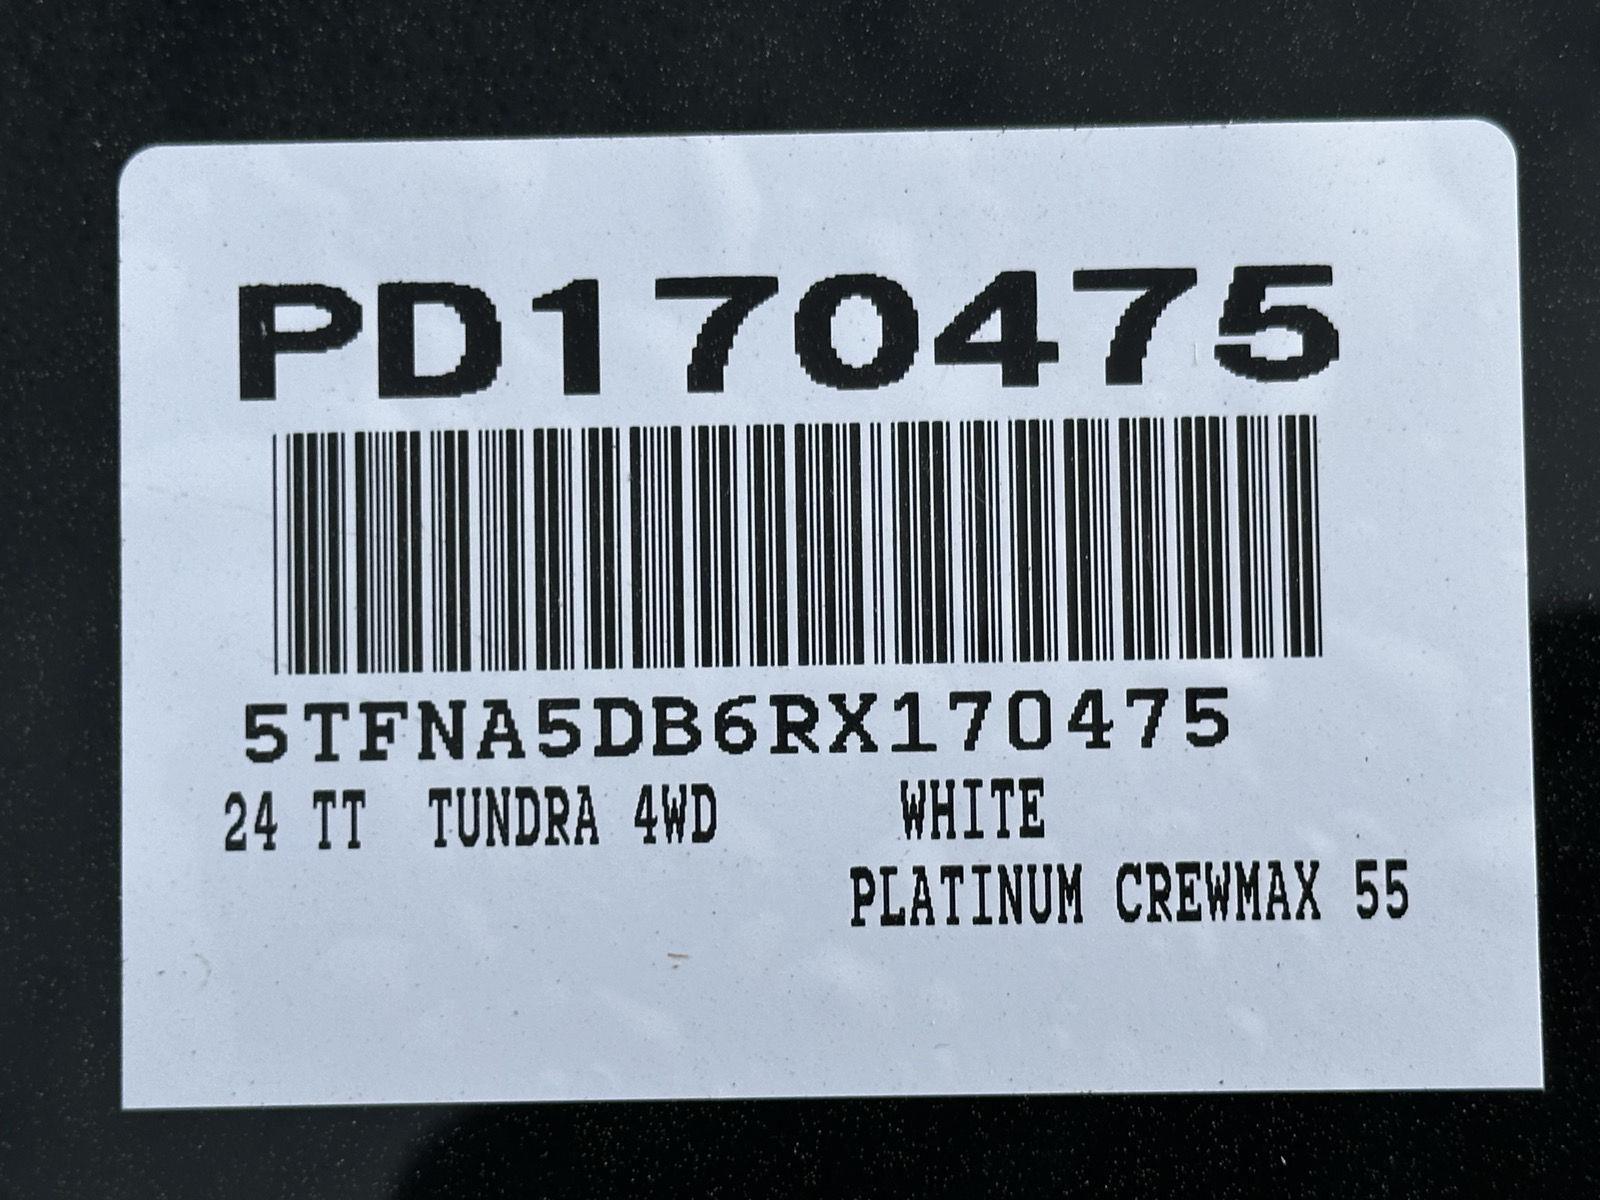 PD170475
5TFNA5DB6RX170475
24 TT TUNDRA 4WD WHITE
PLATINUM CREWMAX 55